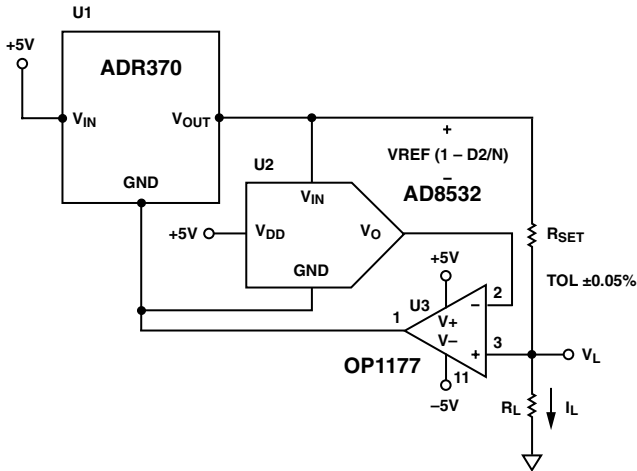 U1
+5V
ADR370
VIN
VOUT
GND
+
VREF (1 – D2/N)
–
U2
AD8532
VIN
+5V
VDD
VO
GND
RSET
TOL ±0.05%
+5V
U3
2
–
1
V+
V–
3
+
VL
OP1177
11
–5V
RL
IL